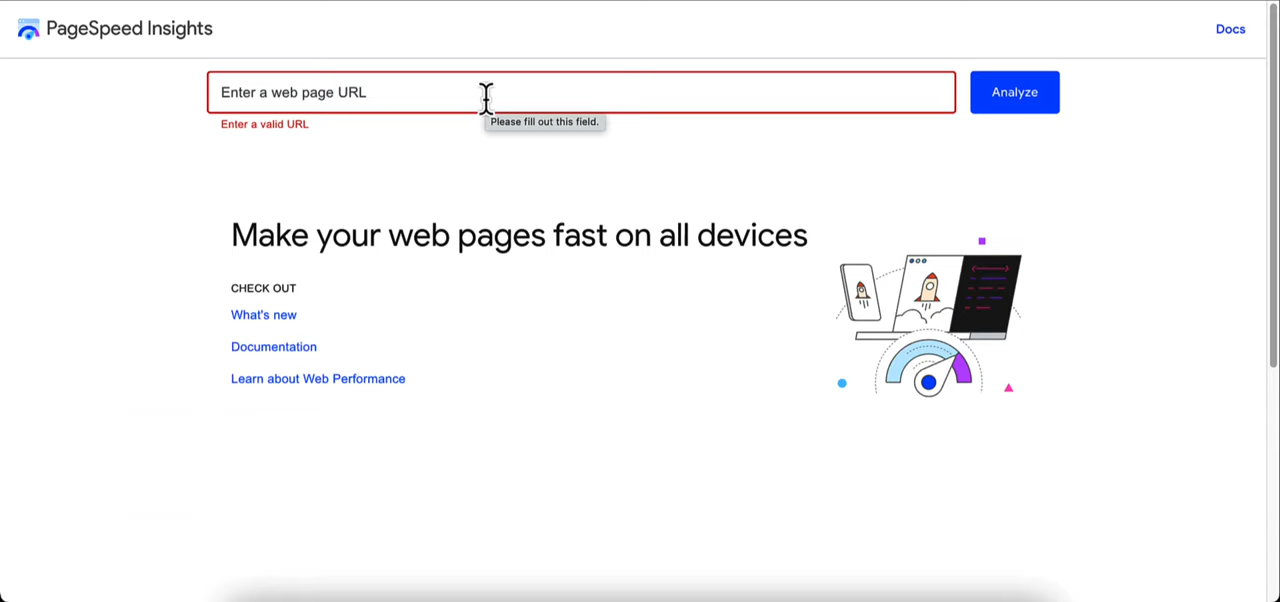 PageSpeed Insights
Docs
Enter a web page URL
Analyze
Enter a valid URL
Please fill out this field.
Make your web pages fast on all devices
CHECK OUT
What's new
Documentation
Learn about Web Performance